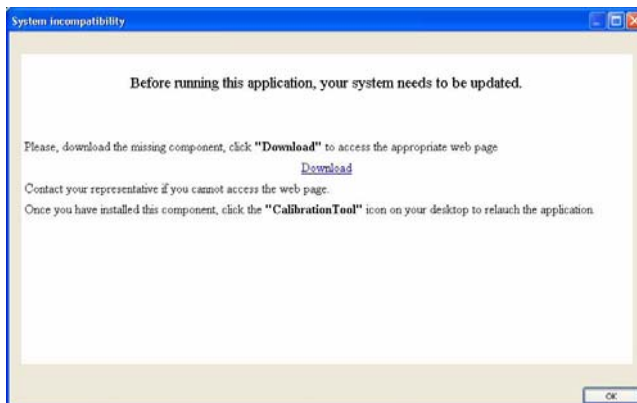 System incompatibility
Before running this application, your system needs to be updated.
Please, download the missing component, click "Download" to access the appropriate web page
Download
Contact your representative if you cannot access the web page.
Once you have installed this component, click the "CalibrationTool" icon on your desktop to relauch the application.
OK